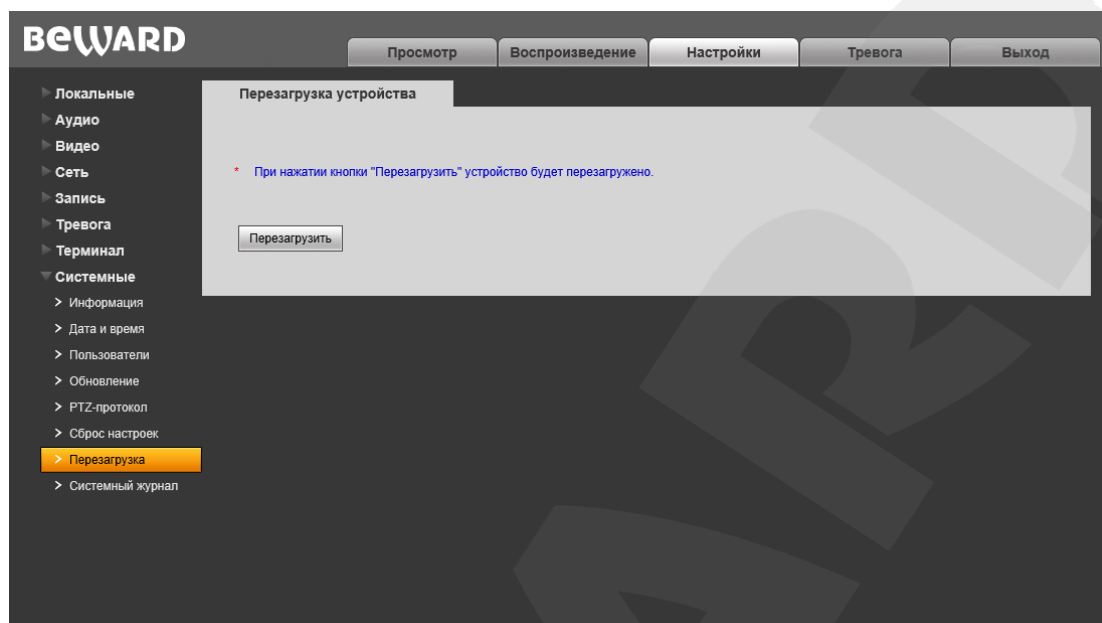 BEWARD
Просмотр Воспроизведение Настройки Тревога Выход
Локальные
Аудио
Видео
Сеть
Запись
Тревога
Терминал
Системные
Информация
Дата и время
Пользователи
Обновление
PTZ-протокол
Сброс настроек
Перезагрузка
Системный журнал
Перезагрузка устройства
* При нажатии кнопки "Перезагрузить" устройство будет перезагружено.
Перезагрузить